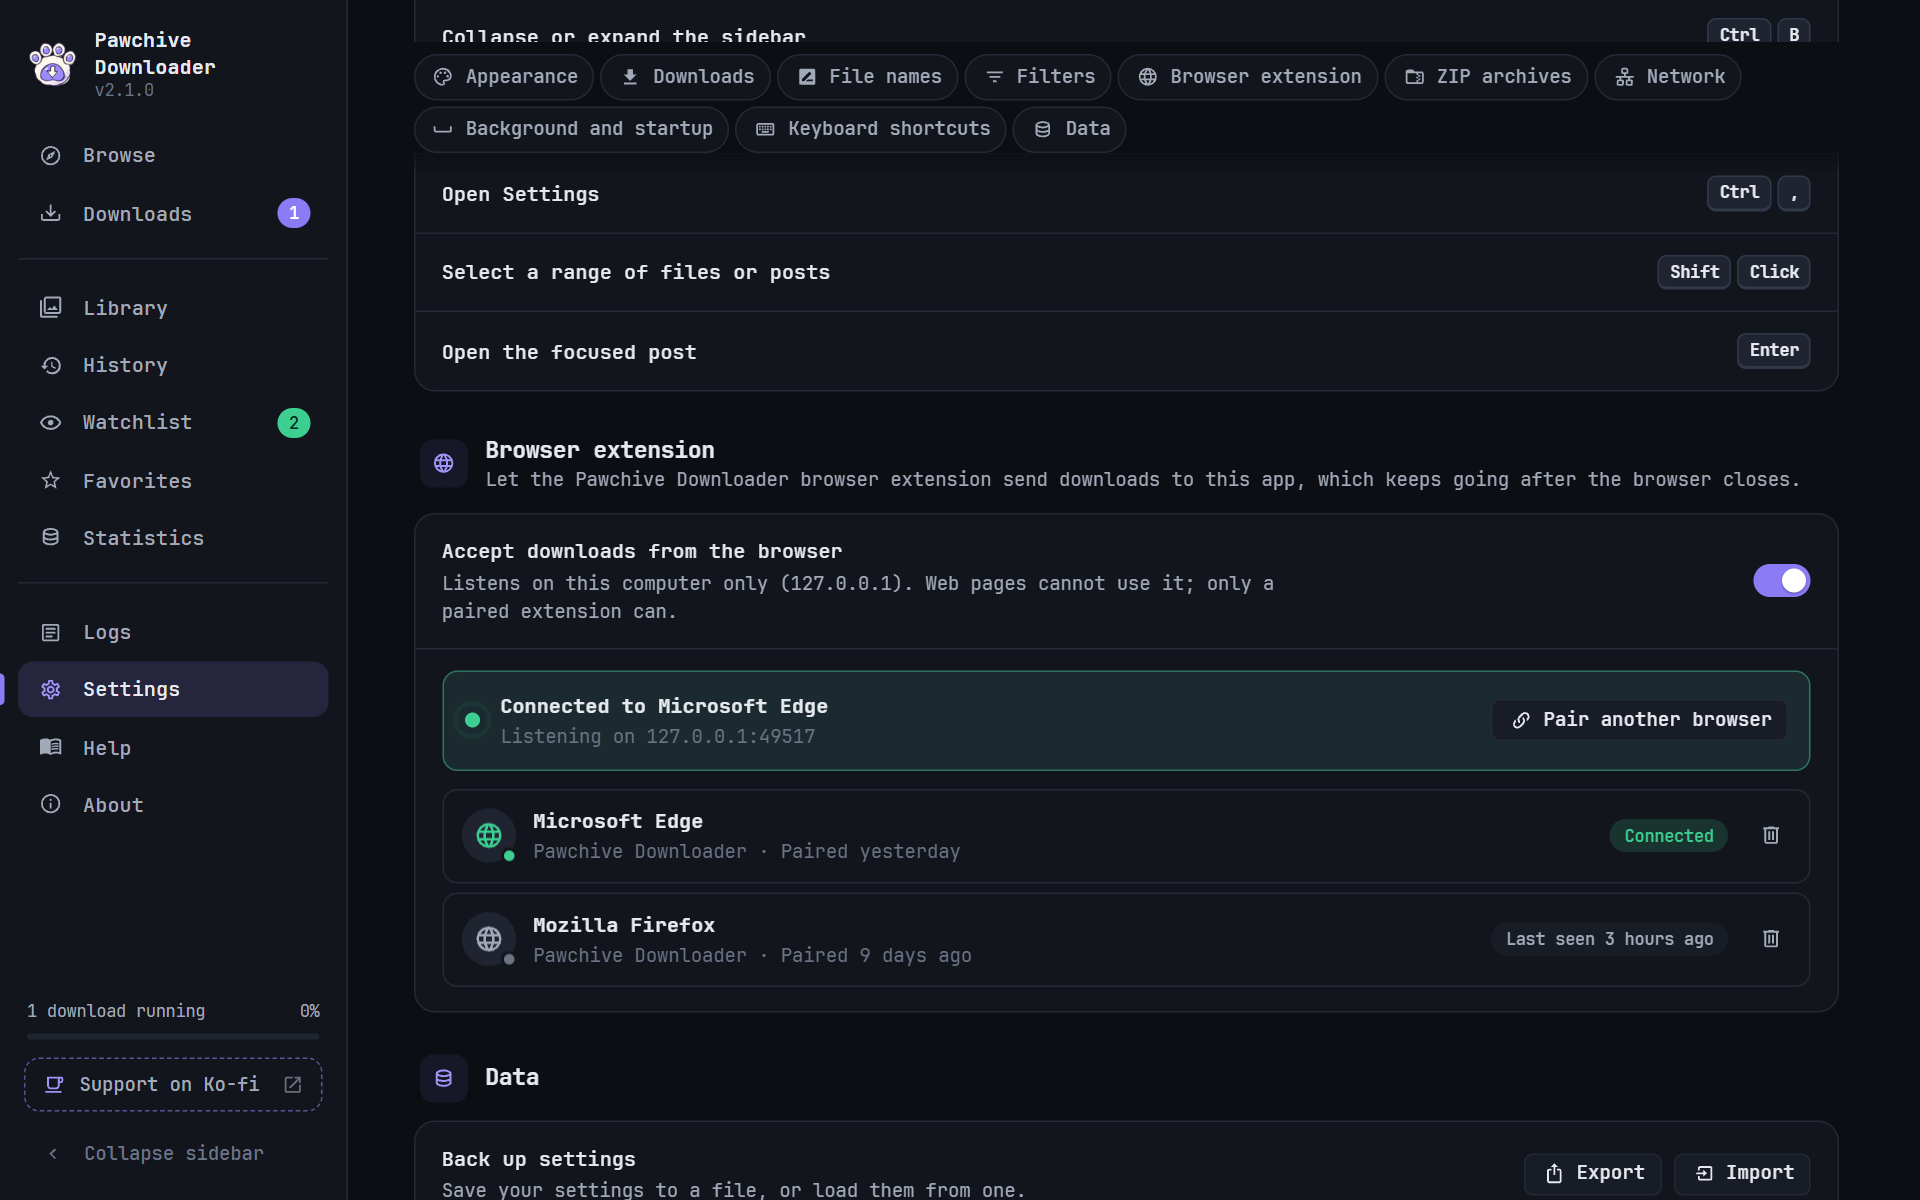 Pawchive
Downloader
v2.1.0
Browse
Downloads 1
Library
History
Watchlist 2
Favorites
Statistics
Logs
Settings
Help
About
1 download running 0%
Support on Ko-fi
Collapse sidebar
Collapse or expand the sidebar Ctrl B
Appearance Downloads File names Filters Browser extension ZIP archives Network
Background and startup Keyboard shortcuts Data
Open Settings Ctrl ,
Select a range of files or posts Shift Click
Open the focused post Enter
Browser extension
Let the Pawchive Downloader browser extension send downloads to this app, which keeps going after the browser closes.
Accept downloads from the browser
Listens on this computer only (127.0.0.1). Web pages cannot use it; only a
paired extension can.
Connected to Microsoft Edge
Listening on 127.0.0.1:49517
Pair another browser
Microsoft Edge
Pawchive Downloader · Paired yesterday
Connected
Mozilla Firefox
Pawchive Downloader · Paired 9 days ago
Last seen 3 hours ago
Data
Back up settings
Save your settings to a file, or load them from one.
Export Import